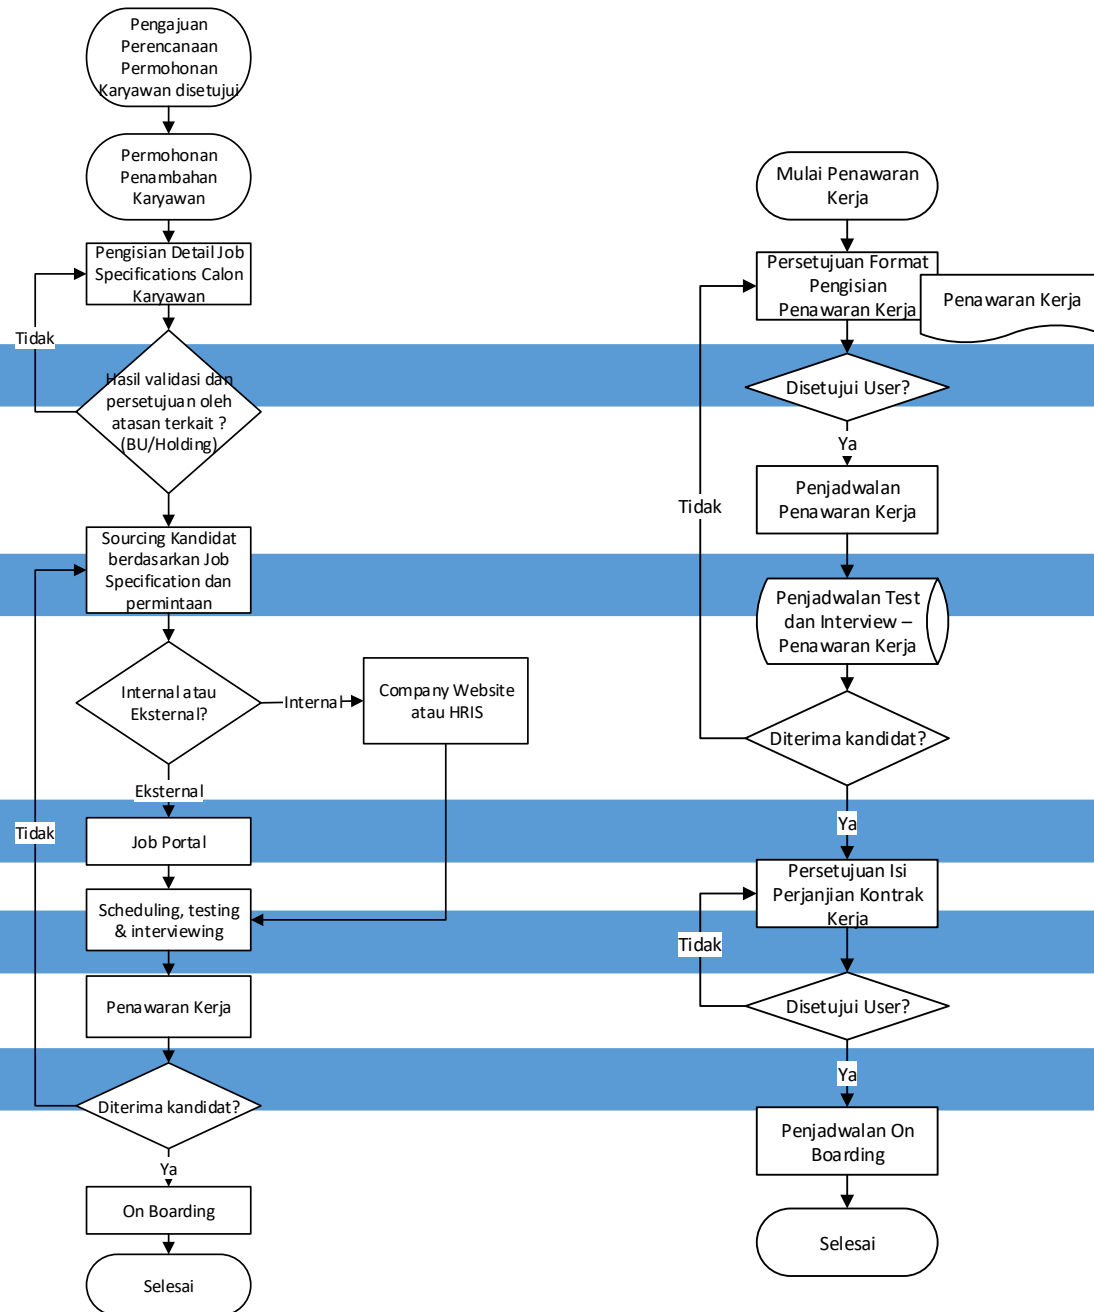 Pengajuan
Perencanaan
Permohonan
Karyawan disetujui
Permohonan
Penambahan
Karyawan
Pengisian Detail Job
Specifications Calon
Karyawan
Tidak
Hasil validasi dan
persetujuan oleh
atasan terkait ?
(BU/Holding)
Sourcing Kandidat
berdasarkan Job
Specification dan
permintaan
Internal atau
Eksternal?
Internal
Company Website
atau HRIS
Eksternal
Tidak
Job Portal
Scheduling, testing
& interviewing
Penawaran Kerja
Diterima kandidat?
Ya
On Boarding
Selesai
Mulai Penawaran
Kerja
Persetujuan Format
Pengisian
Penawaran Kerja
Penawaran Kerja
Disetujui User?
Ya
Tidak
Penjadwalan
Penawaran Kerja
Penjadwalan Test
dan Interview –
Penawaran Kerja
Diterima kandidat?
Ya
Persetujuan Isi
Perjanjian Kontrak
Kerja
Tidak
Disetujui User?
Ya
Penjadwalan On
Boarding
Selesai